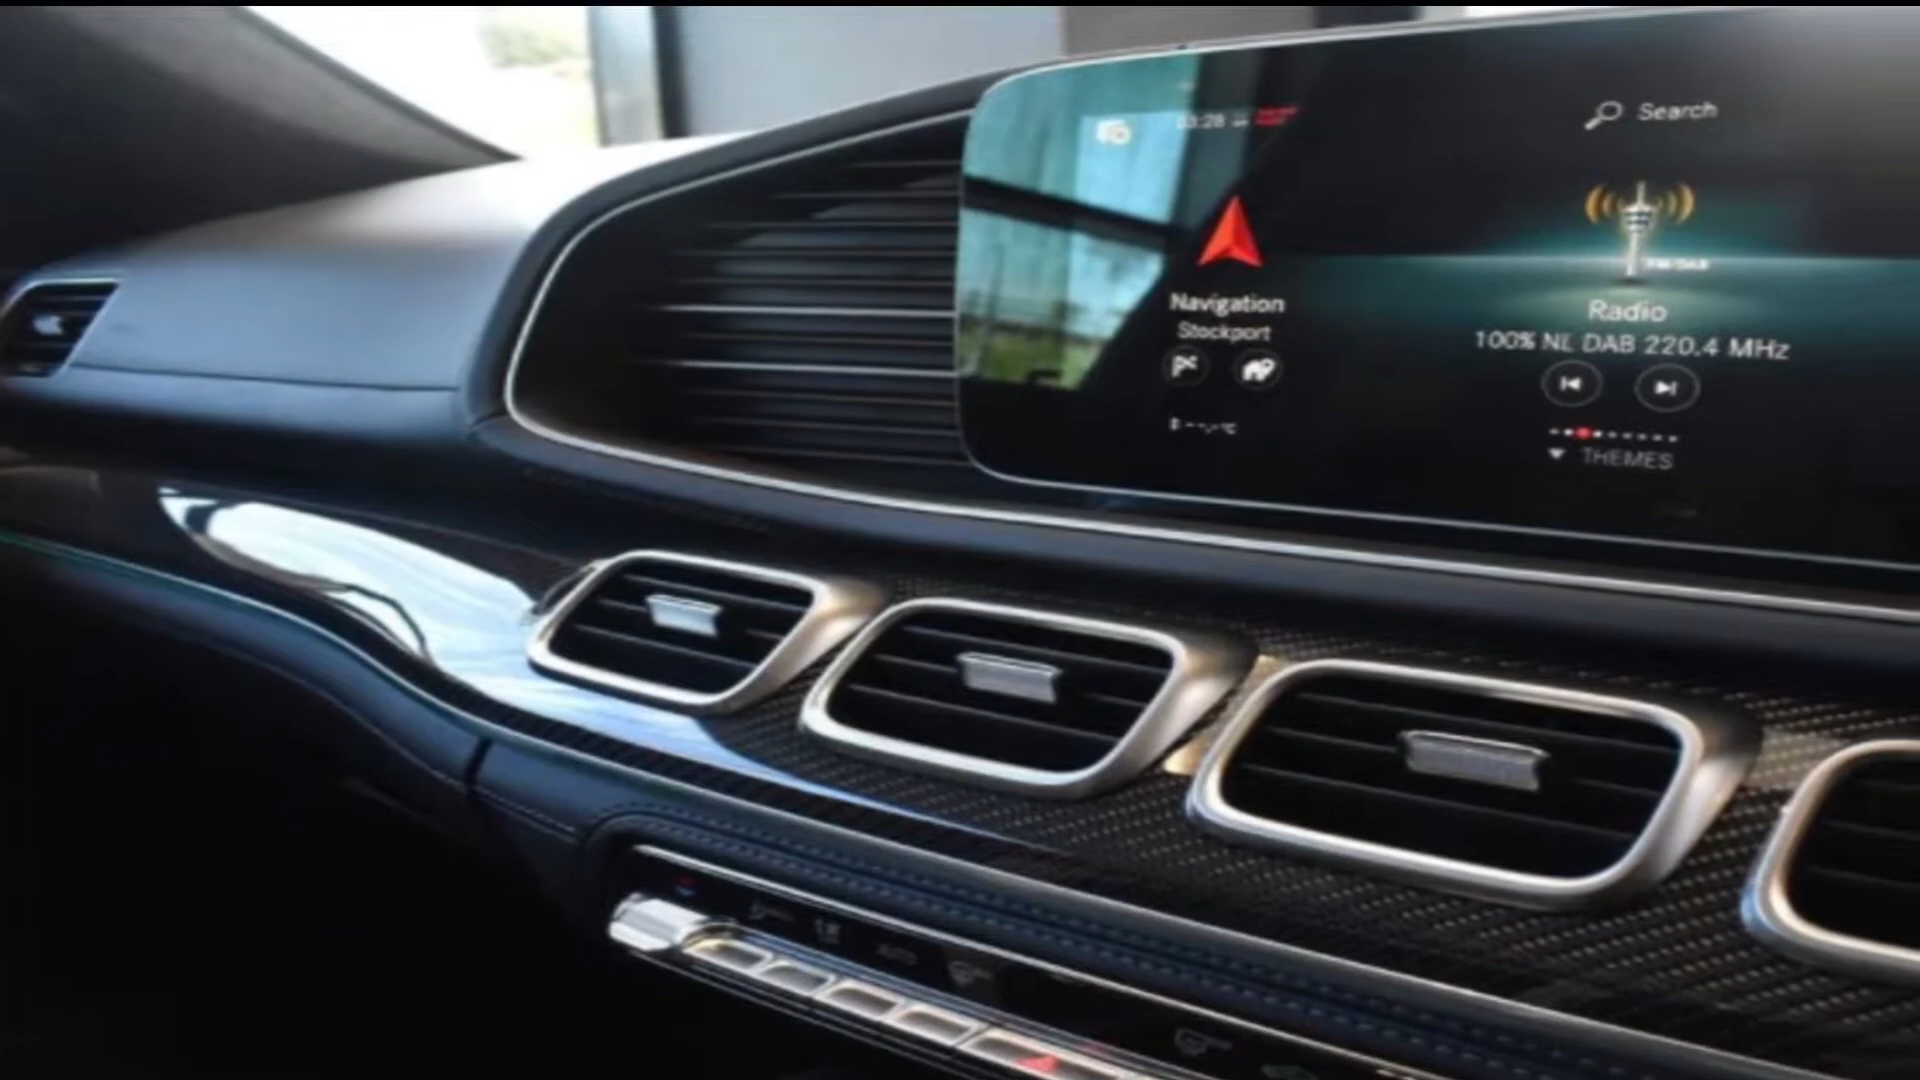 Search
Navigation
Stockport
Radio
100% NL DAB 220.4 MHz
THEMES